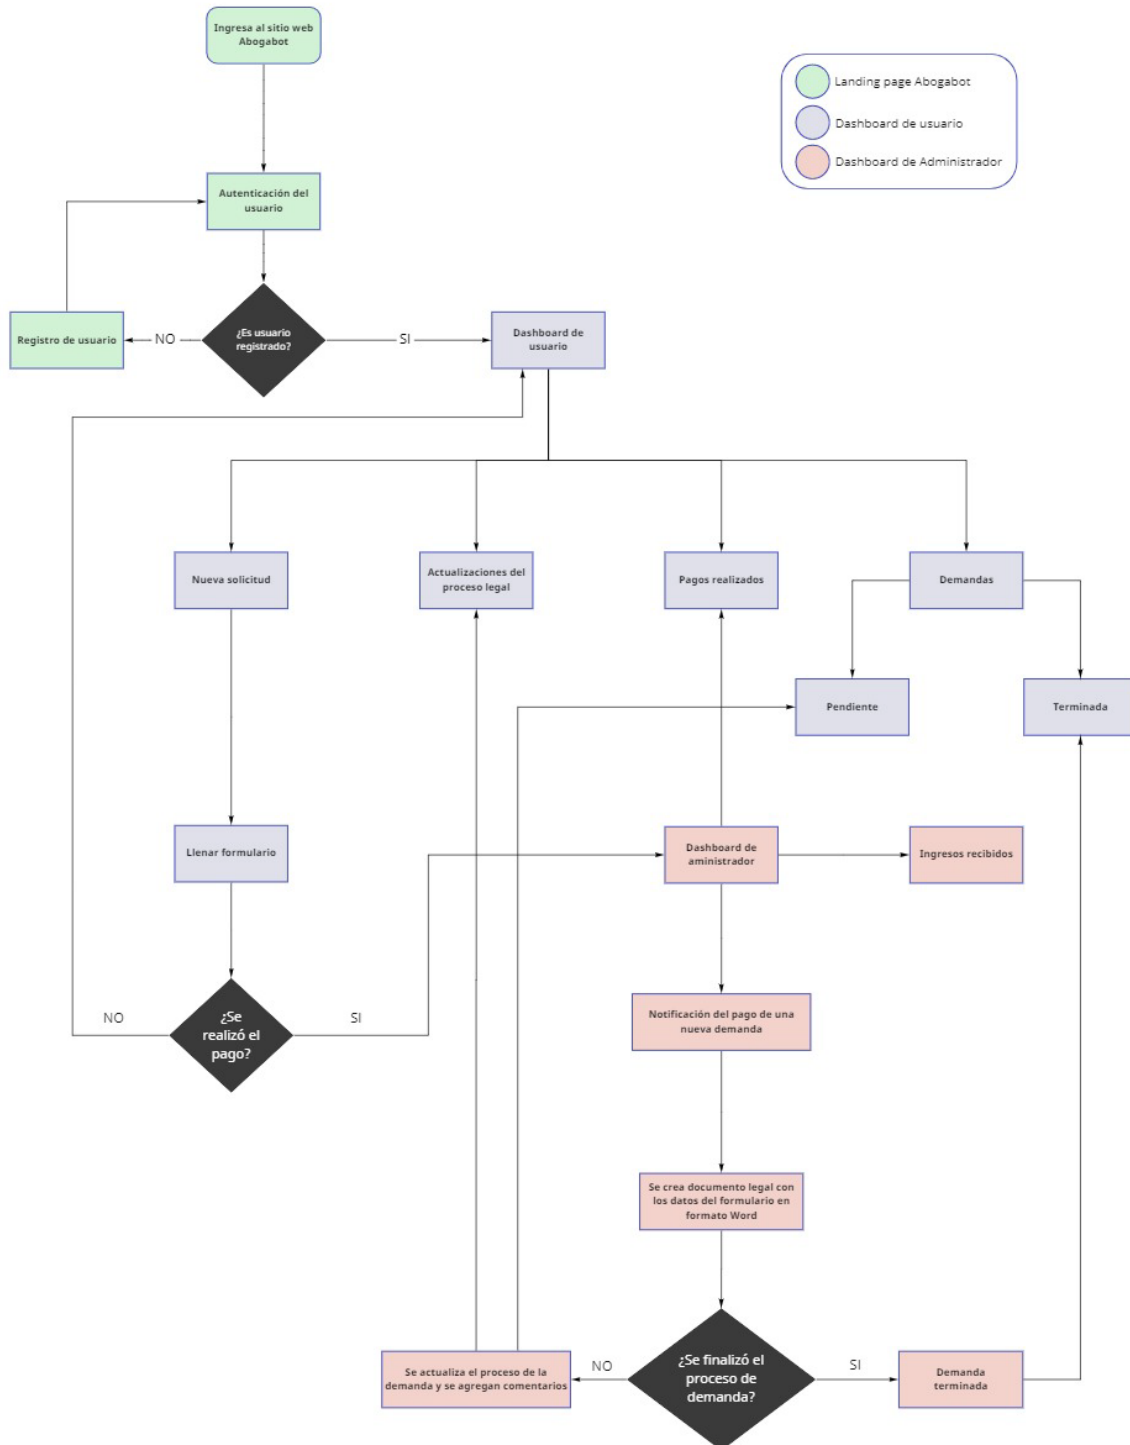 Ingresa al sitio web
Abogabot
Landing page Abogabot
Dashboard de usuario
Dashboard de Administrador
Autenticación del
usuario
¿Es usuario
registrado?
NO
SI
Registro de usuario
Dashboard de
usuario
Nueva solicitud
Actualizaciones del
proceso legal
Pagos realizados
Demandas
Pendiente
Terminada
Llenar formulario
Dashboard de
aministrador
Ingresos recibidos
¿Se
realizó el
pago?
NO
SI
Notificación del pago de una
nueva demanda
Se crea documento legal con
los datos del formulario en
formato Word
¿Se finalizó el
proceso de
demanda?
NO
SI
Se actualiza el proceso de la
demanda y se agregan comentarios
Demanda
terminada